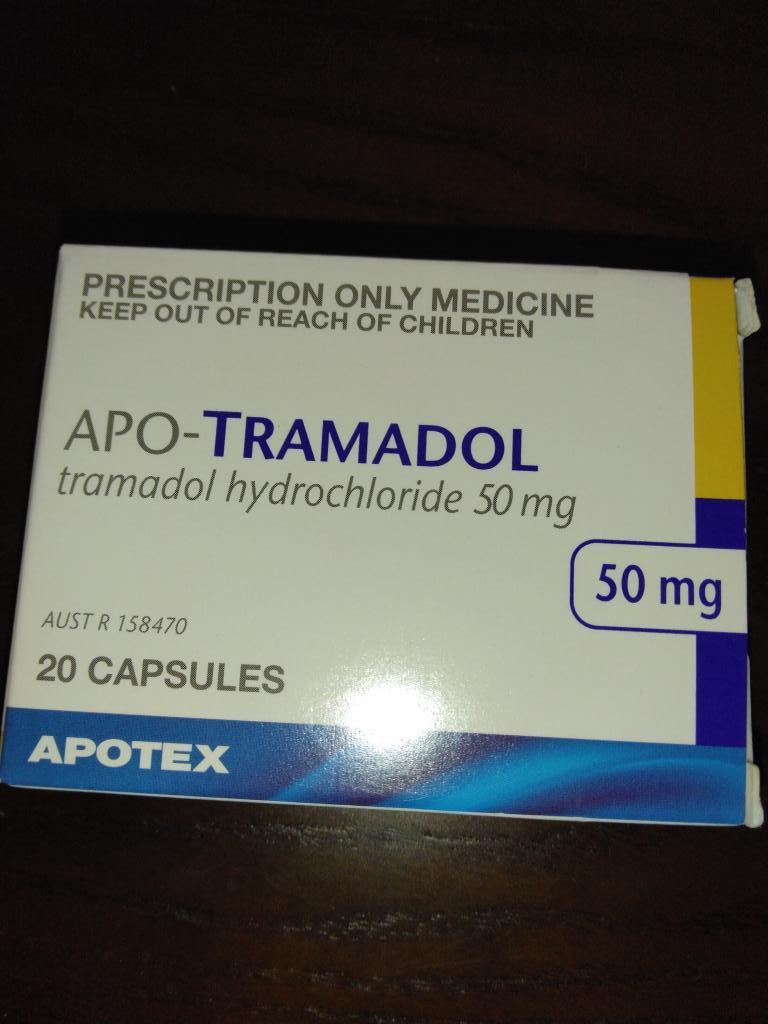 PRESCRIPTION ONLY MEDICINE
KEEP OUT OF REACH OF CHILDREN
APO-TRAMADOL
tramadol hydrochloride 50 mg
50 mg
AUST R 158470
20 CAPSULES
APOTEX